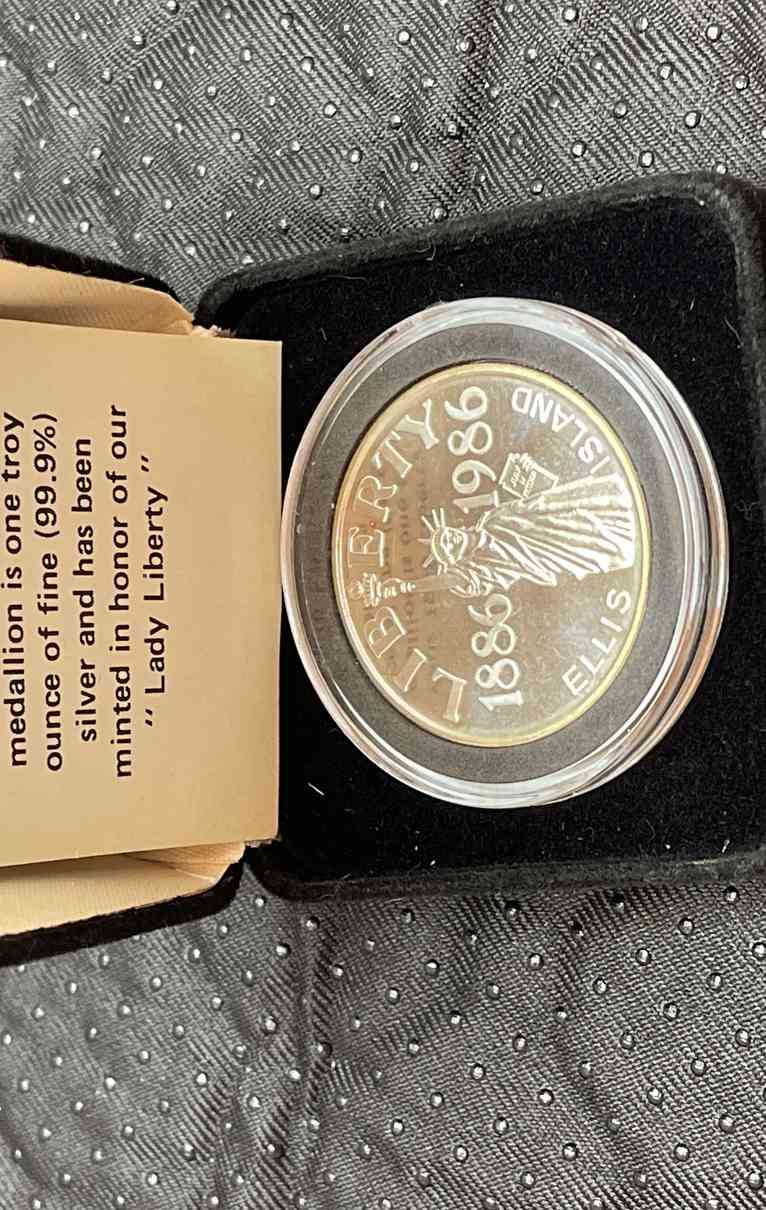 medallion is one troy
ounce of fine (99.9%)
silver and has been
minted in honor of our
“ Lady Liberty ”
LIBERTY
1886 1986
ELLIS ISLAND